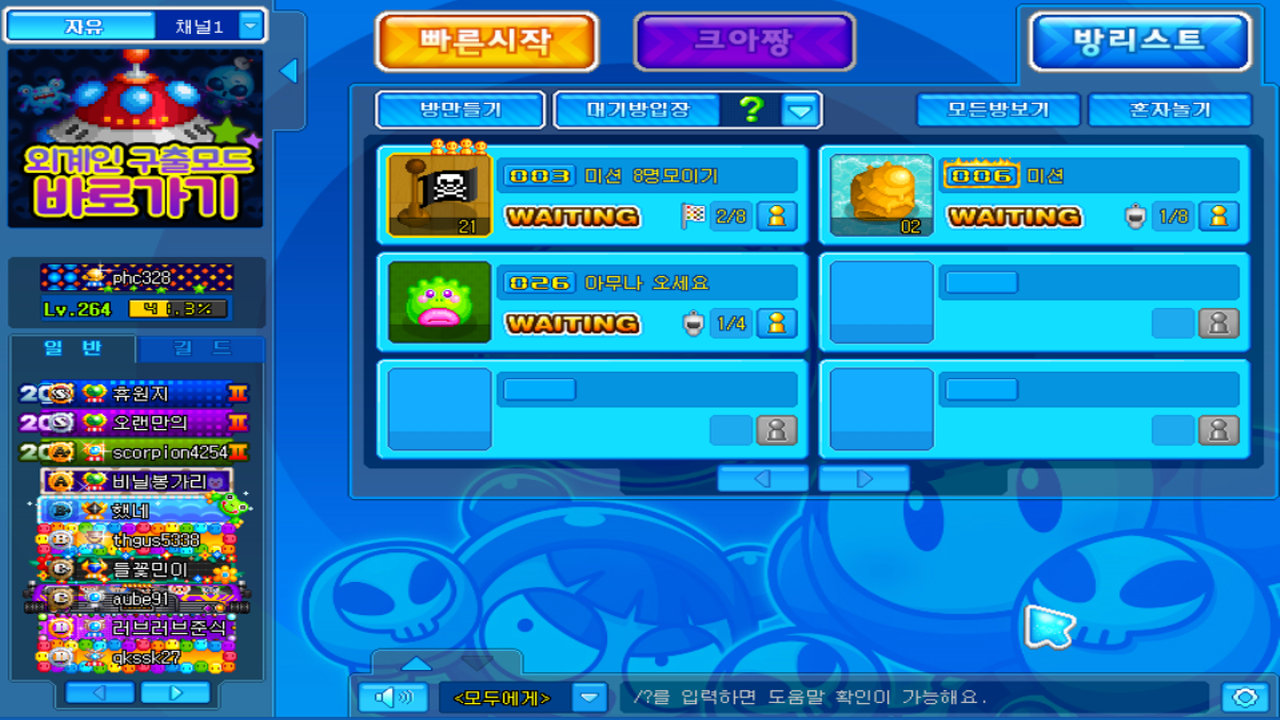 자유 채널1
외계인 구출모드
바로가기
phc328
Lv.264 41.3%
일 반 길 드
휴원지
오랜만의
scorpion4254
비닐봉가리
했네
thgus5338
들꽃민이
aube91
러브러브준식
qkssk27
빠른시작 크아짱 방리스트
방만들기 대기방입장 ? 모든방보기 혼자놀기
003 미션 8명모이기
21 WAITING 2/8
006 미션
02 WAITING 1/8
026 아무나 오세요
WAITING 1/4
<모두에게> /?를 입력하면 도움말 확인이 가능해요.